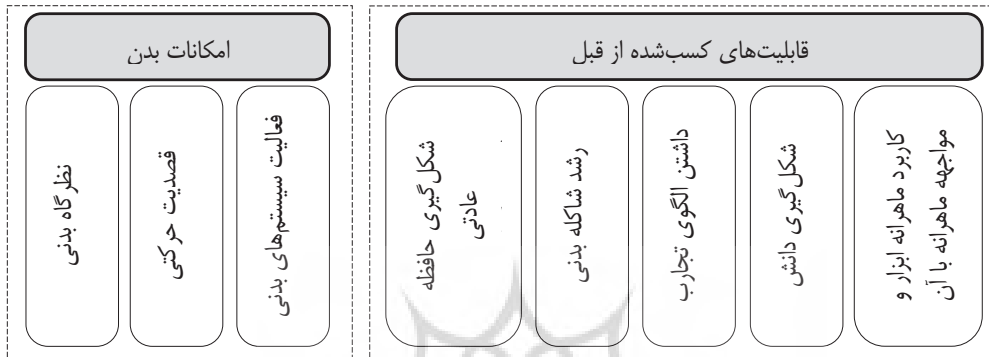 قابلیت‌های کسب‌شده از قبل
کاربرد ماهرانه ابزار و
مواجهه ماهرانه با آن
شکل‌گیری دانش
داشتن الگوی تجارب
رشد شاکله بدنی
شکل‌گیری حافظه
عادتی
امکانات بدن
فعالیت سیستم‌های بدنی
قصدیت حرکتی
نظرگاه بدنی